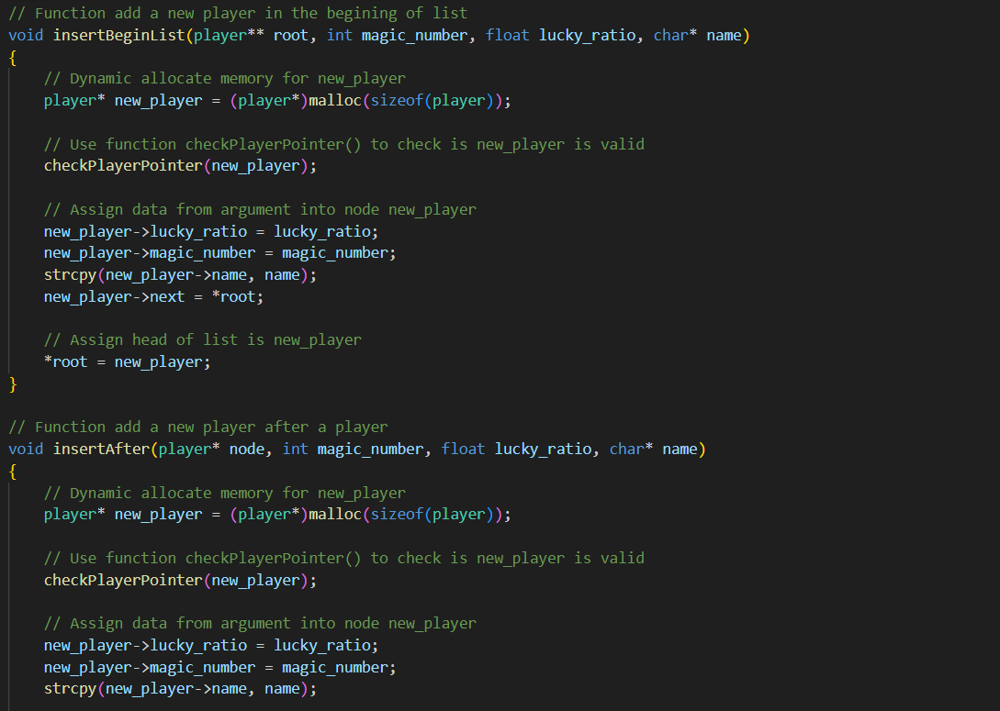 // Function add a new player in the begining of list
void insertBeginList(player** root, int magic_number, float lucky_ratio, char* name)
{
    // Dynamic allocate memory for new_player
    player* new_player = (player*)malloc(sizeof(player));

    // Use function checkPlayerPointer() to check is new_player is valid
    checkPlayerPointer(new_player);

    // Assign data from argument into node new_player
    new_player->lucky_ratio = lucky_ratio;
    new_player->magic_number = magic_number;
    strcpy(new_player->name, name);
    new_player->next = *root;

    // Assign head of list is new_player
    *root = new_player;
}

// Function add a new player after a player
void insertAfter(player* node, int magic_number, float lucky_ratio, char* name)
{
    // Dynamic allocate memory for new_player
    player* new_player = (player*)malloc(sizeof(player));

    // Use function checkPlayerPointer() to check is new_player is valid
    checkPlayerPointer(new_player);

    // Assign data from argument into node new_player
    new_player->lucky_ratio = lucky_ratio;
    new_player->magic_number = magic_number;
    strcpy(new_player->name, name);